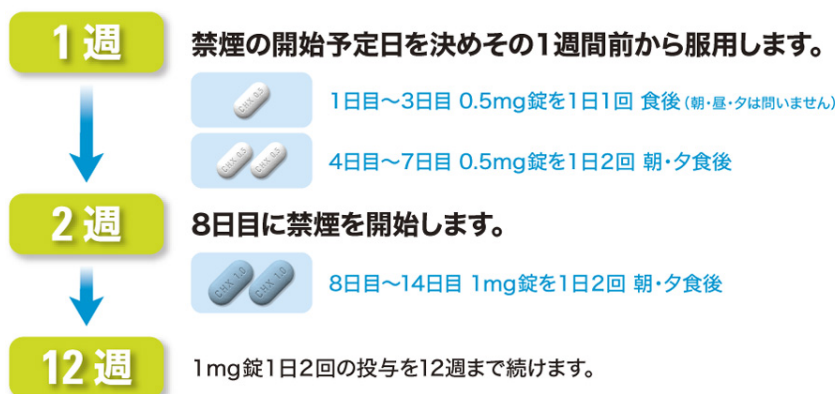 1週
禁煙の開始予定日を決めその1週間前から服用します。
CHX 0.5
1日目〜3日目 0.5mg錠を1日1回 食後(朝・昼・夕は問いません)
CHX 0.5 CHX 0.5
4日目〜7日目 0.5mg錠を1日2回 朝・夕食後
2週
8日目に禁煙を開始します。
CHX 1.0 CHX 1.0
8日目〜14日目 1mg錠を1日2回 朝・夕食後
12週
1mg錠1日2回の投与を12週まで続けます。